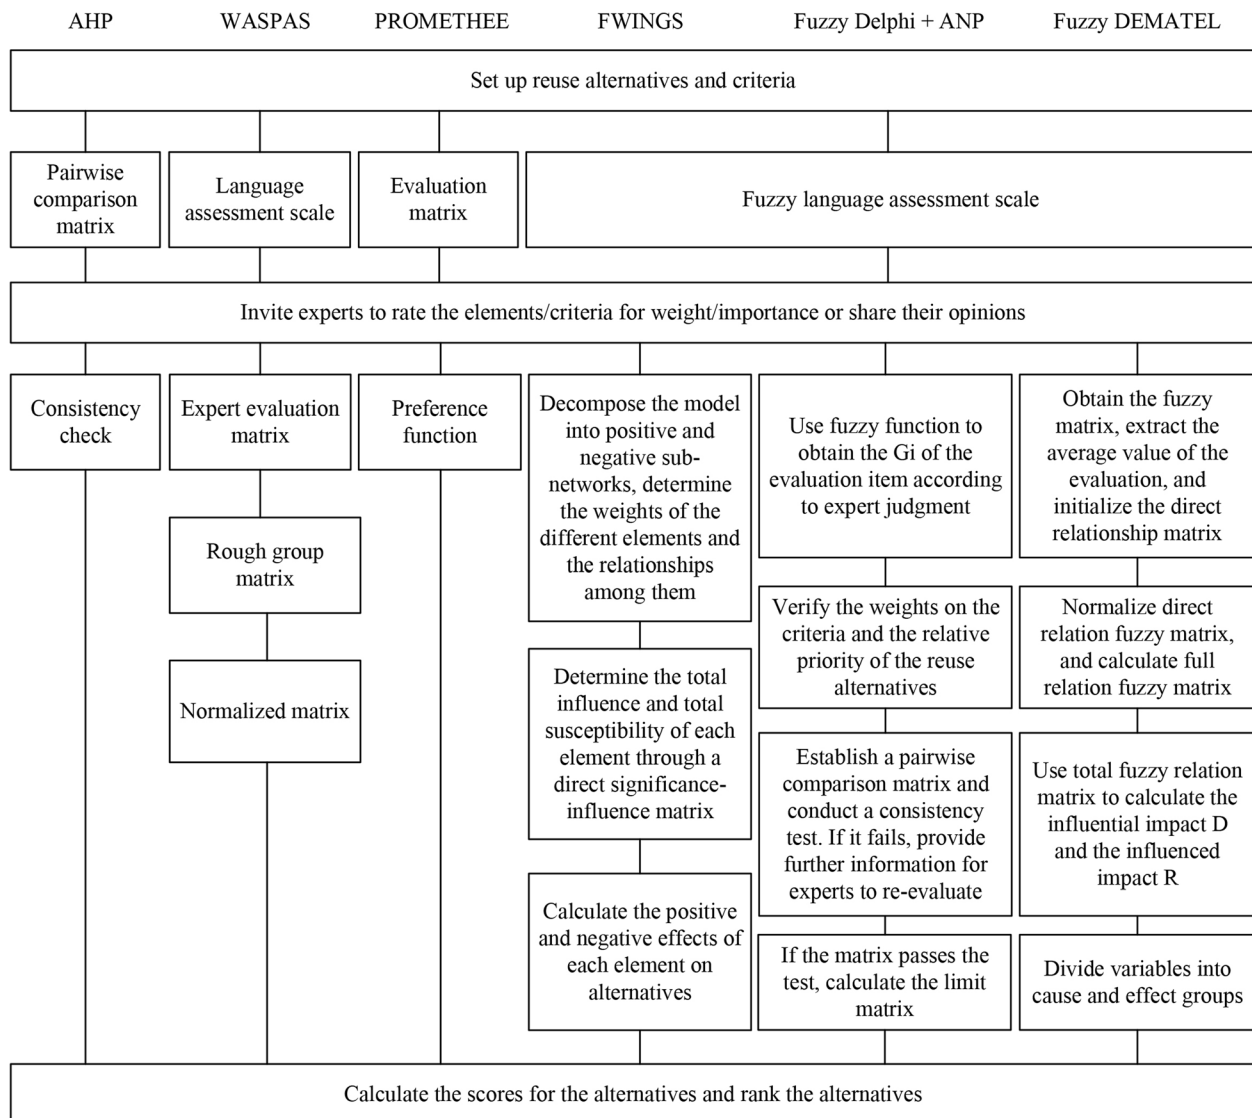 AHP
WASPAS
PROMETHEE
FWINGS
Fuzzy Delphi + ANP
Fuzzy DEMATEL
Set up reuse alternatives and criteria
Pairwise
comparison
matrix
Language
assessment scale
Evaluation
matrix
Fuzzy language assessment scale
Invite experts to rate the elements/criteria for weight/importance or share their opinions
Consistency
check
Expert evaluation
matrix
Rough group
matrix
Normalized matrix
Preference
function
Decompose the model
into positive and
negative sub-
networks, determine
the weights of the
different elements and
the relationships
among them
Determine the total
influence and total
susceptibility of each
element through a
direct significance-
influence matrix
Calculate the positive
and negative effects of
each element on
alternatives
Use fuzzy function to
obtain the Gi of the
evaluation item according
to expert judgment
Verify the weights on the
criteria and the relative
priority of the reuse
alternatives
Establish a pairwise
comparison matrix and
conduct a consistency
test. If it fails, provide
further information for
experts to re-evaluate
If the matrix passes the
test, calculate the limit
matrix
Obtain the fuzzy
matrix, extract the
average value of the
evaluation, and
initialize the direct
relationship matrix
Normalize direct
relation fuzzy matrix,
and calculate full
relation fuzzy matrix
Use total fuzzy relation
matrix to calculate the
influential impact D
and the influenced
impact R
Divide variables into
cause and effect groups
Calculate the scores for the alternatives and rank the alternatives